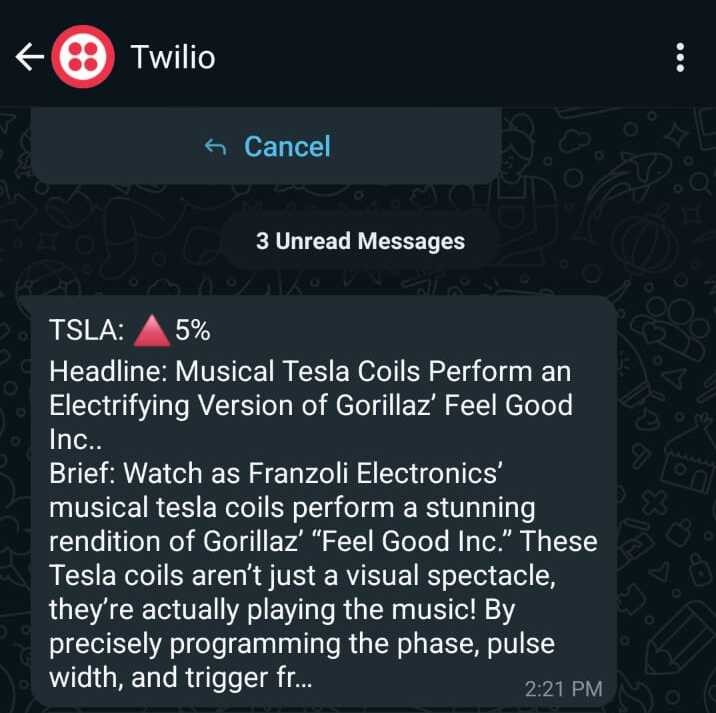 Twilio
Cancel
3 Unread Messages
TSLA: 🔺5%
Headline: Musical Tesla Coils Perform an
Electrifying Version of Gorillaz’ Feel Good
Inc..
Brief: Watch as Franzoli Electronics’
musical tesla coils perform a stunning
rendition of Gorillaz’ “Feel Good Inc.” These
Tesla coils aren’t just a visual spectacle,
they’re actually playing the music! By
precisely programming the phase, pulse
width, and trigger fr…
2:21 PM